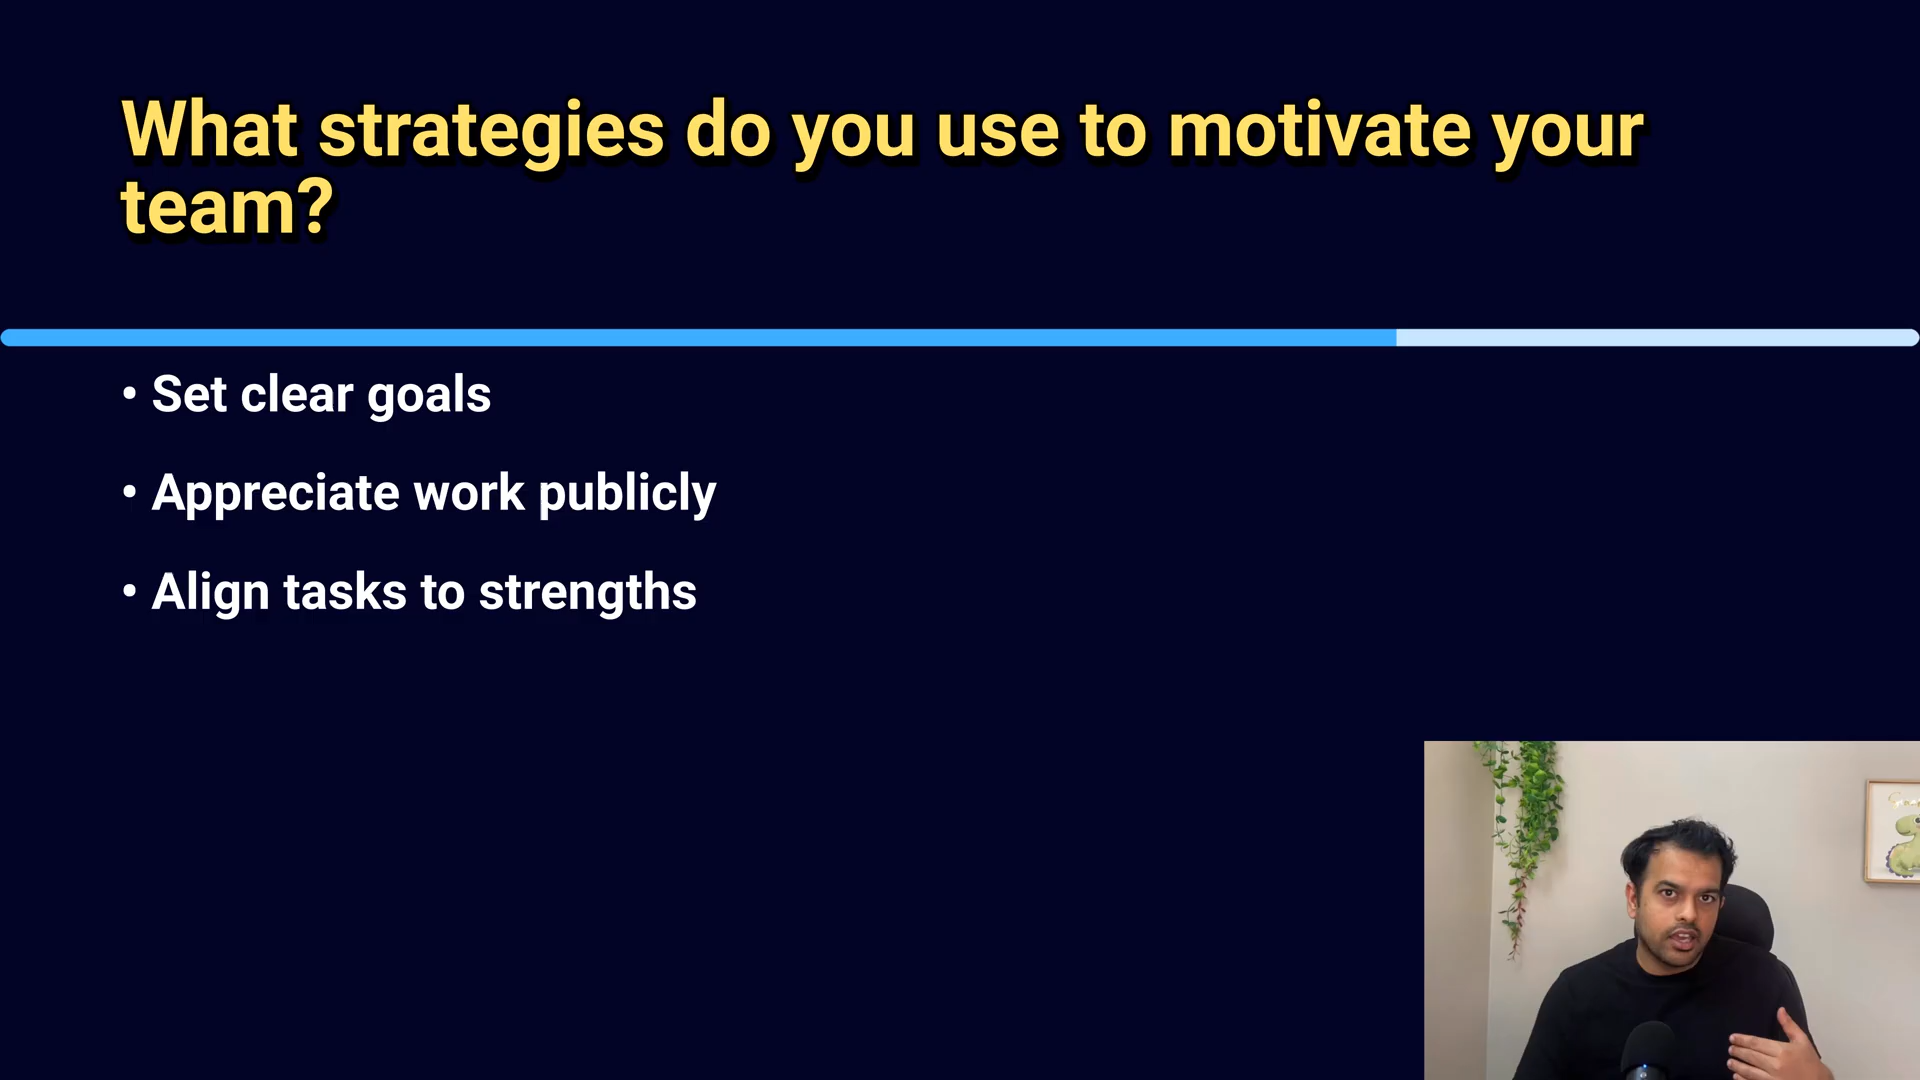 What strategies do you use to motivate your
team?
• Set clear goals
• Appreciate work publicly
• Align tasks to strengths